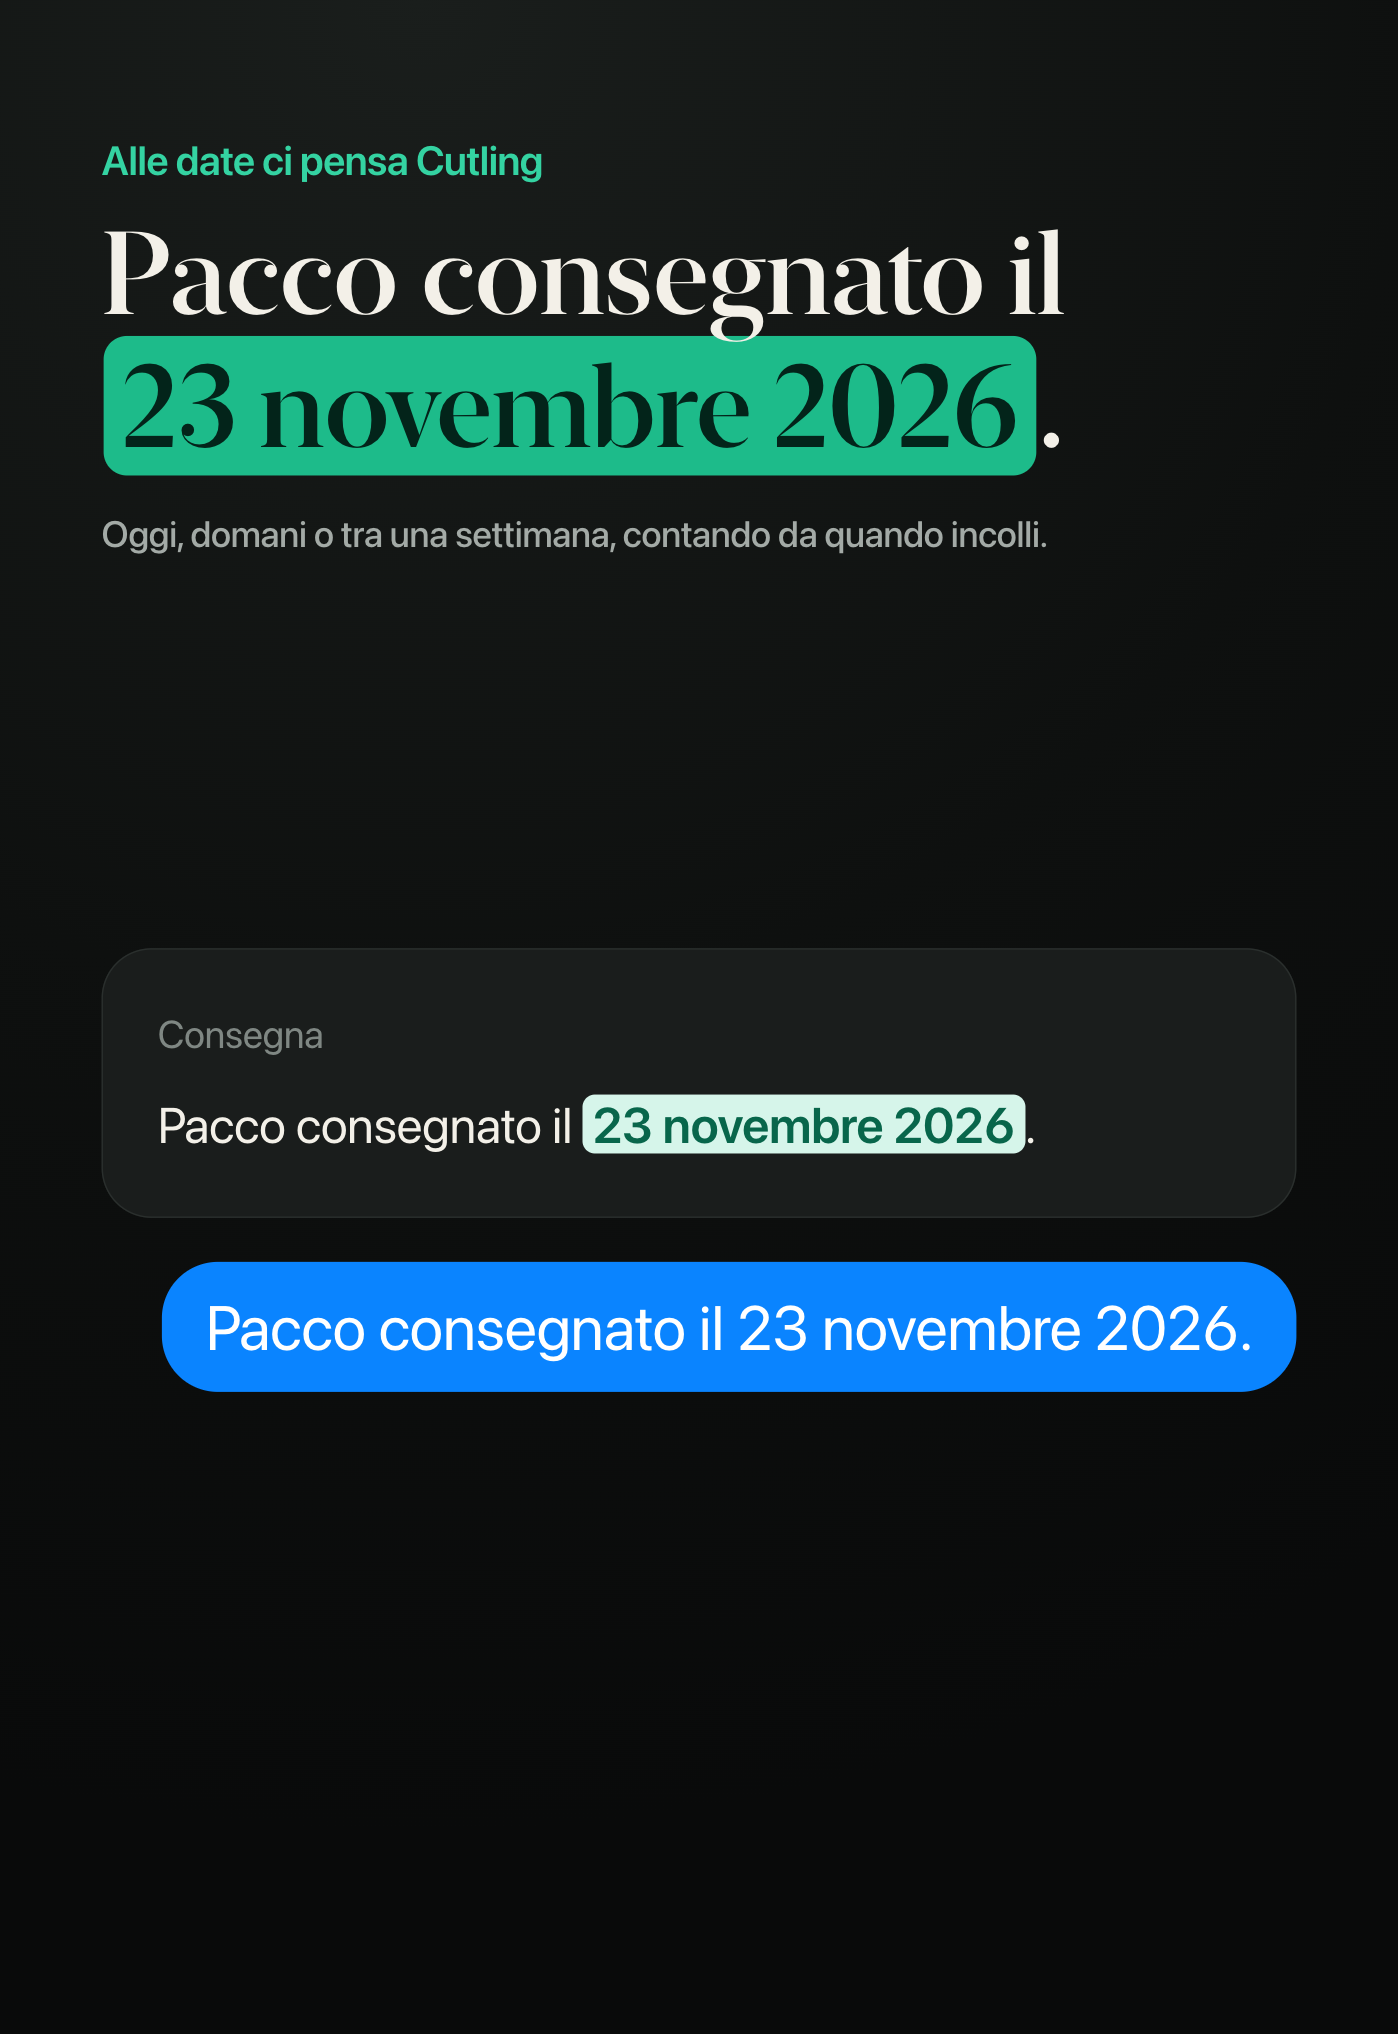 Alle date ci pensa Cutling
Pacco consegnato il
23 novembre 2026.
Oggi, domani o tra una settimana, contando da quando incolli.
Consegna
Pacco consegnato il 23 novembre 2026.
Pacco consegnato il 23 novembre 2026.